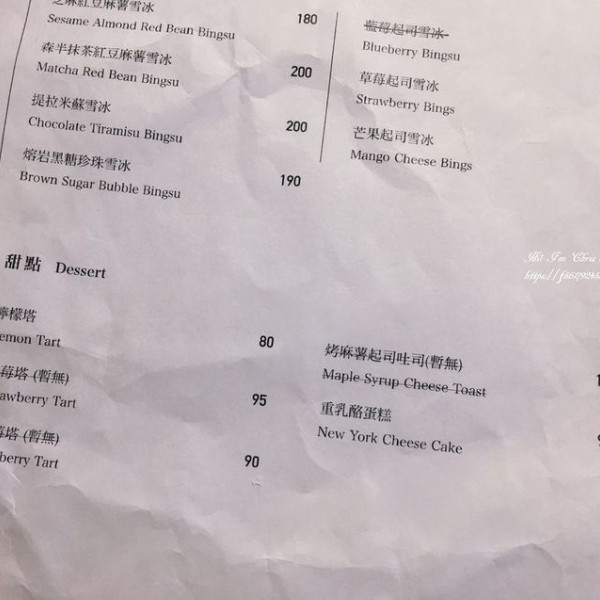 芝麻紅豆麻薯雪冰
Sesame Almond Red Bean Bingsu 180
森半抹茶紅豆麻薯雪冰
Matcha Red Bean Bingsu 200
提拉米蘇雪冰
Chocolate Tiramisu Bingsu 200
熔岩黑糖珍珠雪冰
Brown Sugar Bubble Bingsu 190
藍莓起司雪冰
Blueberry Bingsu
草莓起司雪冰
Strawberry Bings
芒果起司雪冰
Mango Cheese Bings
甜點 Dessert
檸檬塔
emon Tart 80
莓塔 (暫無)
awberry Tart 95
莓塔 (暫無)
berry Tart 90
烤麻薯起司吐司(暫無)
Maple Syrup Cheese Toast
重乳酪蛋糕
New York Cheese Cake
Hi! I'm Chris